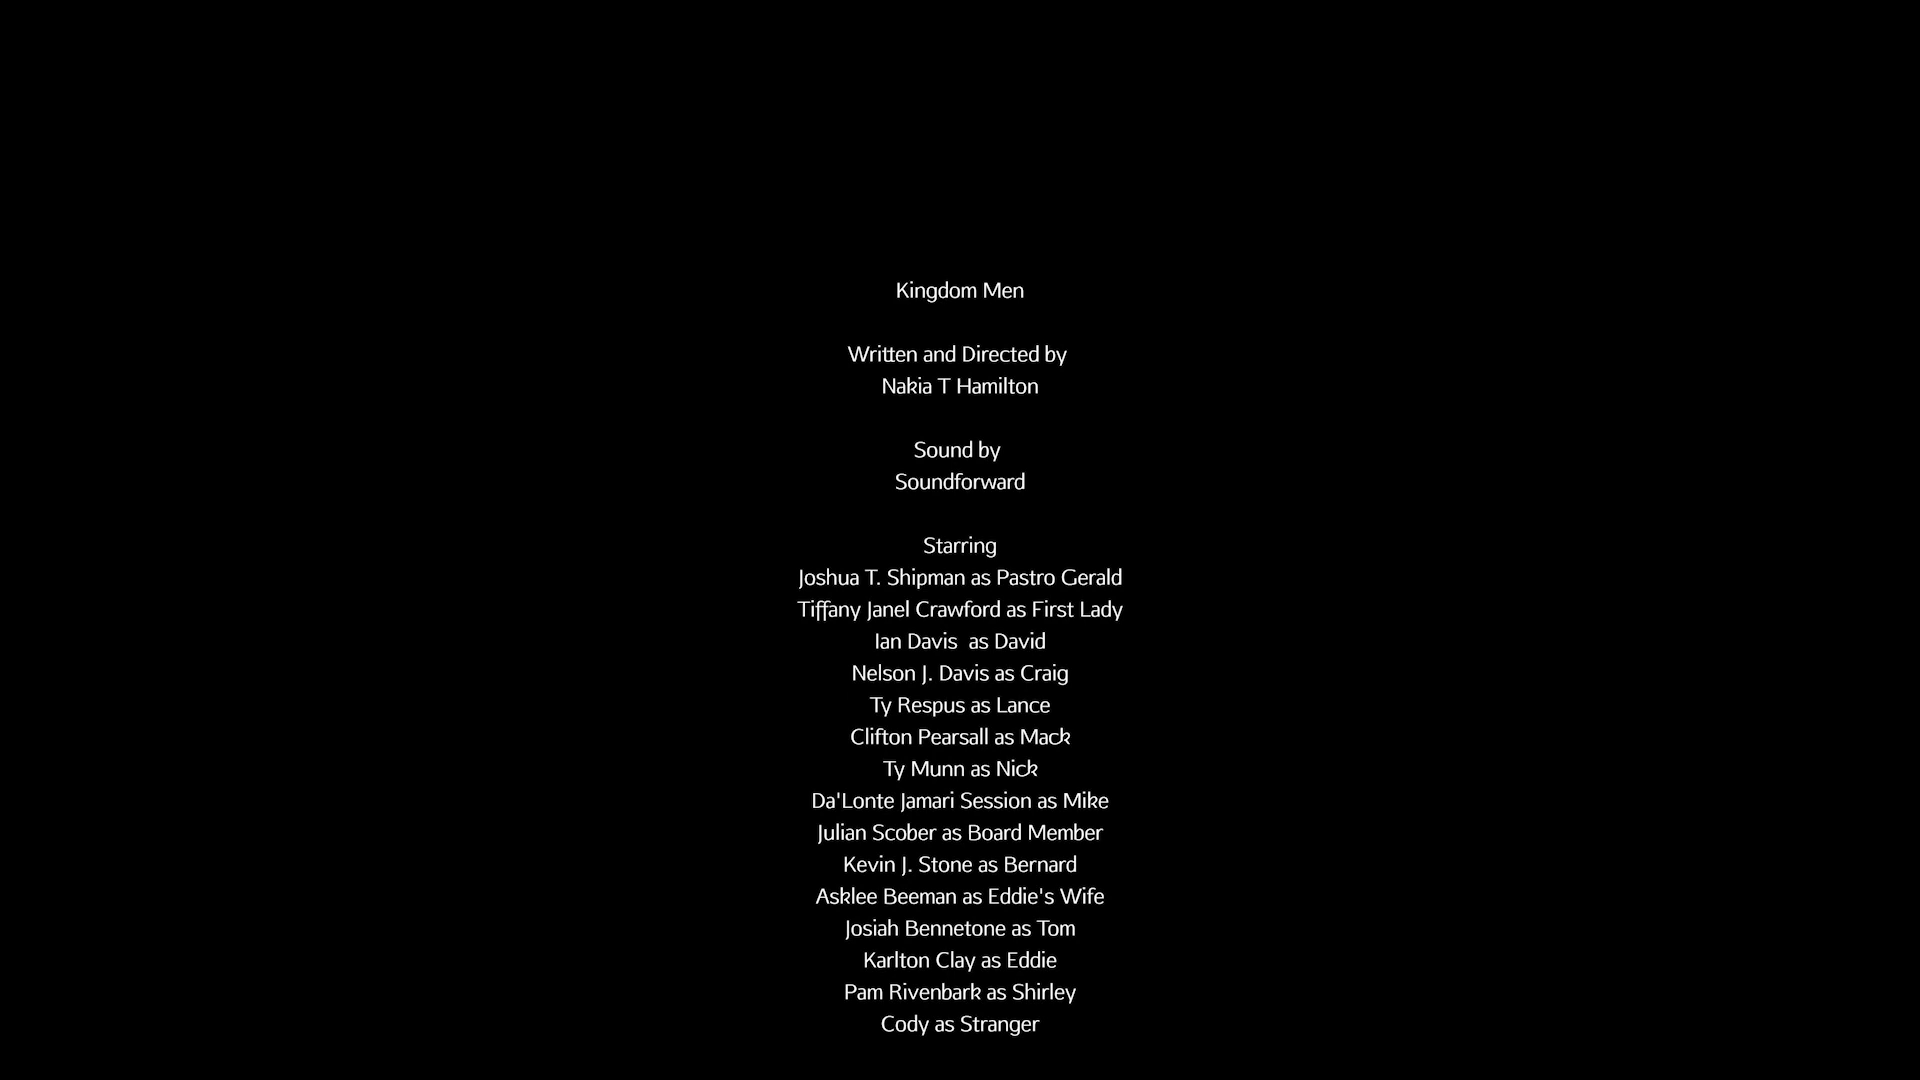 Kingdom Men
Written and Directed by
Nakia T Hamilton
Sound by
Soundforward
Starring
Joshua T. Shipman as Pastro Gerald
Tiffany Janel Crawford as First Lady
Ian Davis  as David
Nelson J. Davis as Craig
Ty Respus as Lance
Clifton Pearsall as Mack
Ty Munn as Nick
Da'Lonte Jamari Session as Mike
Julian Scober as Board Member
Kevin J. Stone as Bernard
Asklee Beeman as Eddie's Wife
Josiah Bennetone as Tom
Karlton Clay as Eddie
Pam Rivenbark as Shirley
Cody as Stranger